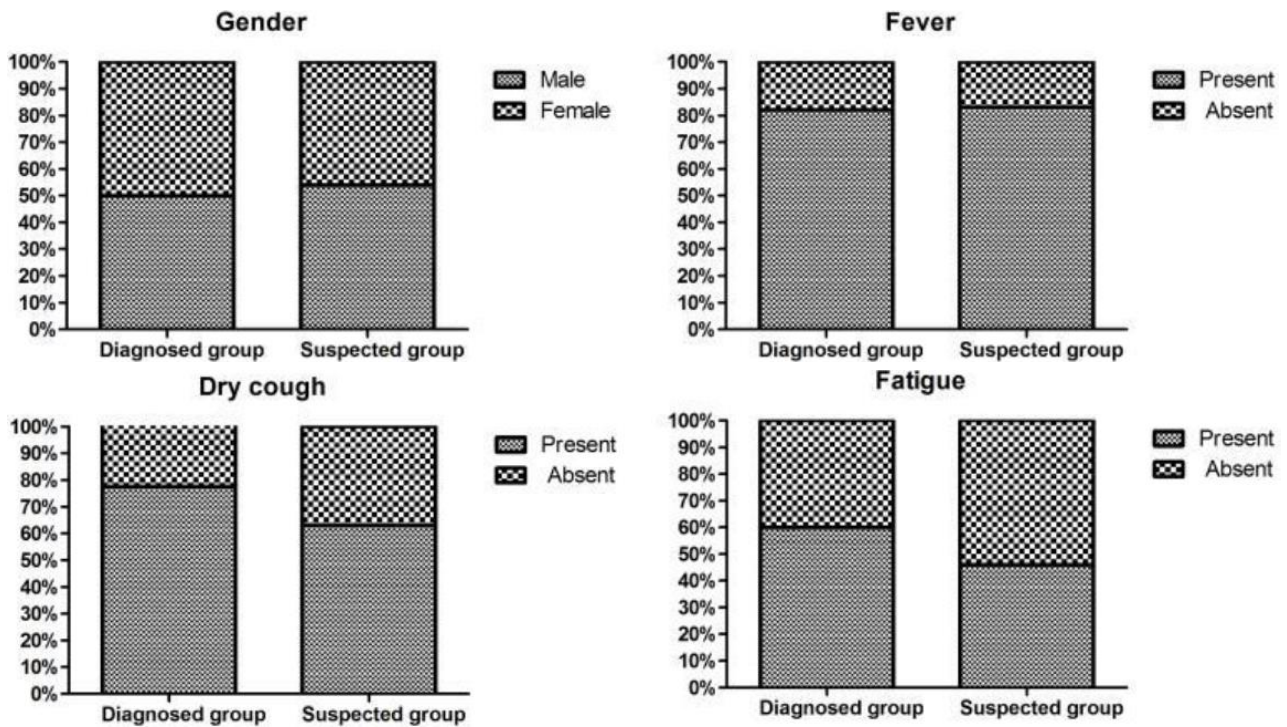 Gender
100%
90%
80%
70%
60%
50%
40%
30%
20%
10%
0%
Diagnosed group Suspected group
Male
Female
Fever
100%
90%
80%
70%
60%
50%
40%
30%
20%
10%
0%
Diagnosed group Suspected group
Present
Absent
Dry cough
100%
90%
80%
70%
60%
50%
40%
30%
20%
10%
0%
Diagnosed group Suspected group
Present
Absent
Fatigue
100%
90%
80%
70%
60%
50%
40%
30%
20%
10%
0%
Diagnosed group Suspected group
Present
Absent